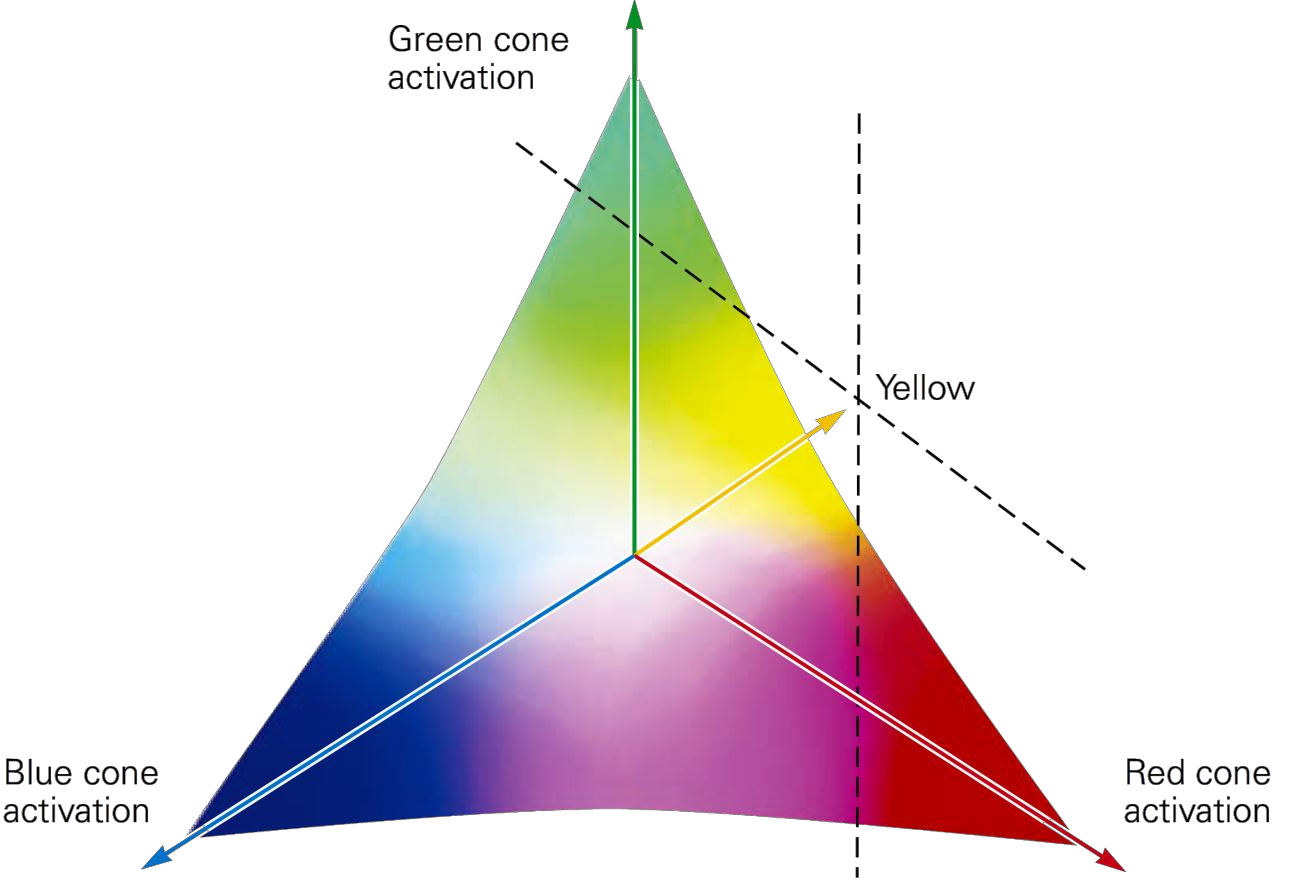 Green cone
activation
Yellow
Blue cone
activation
Red cone
activation